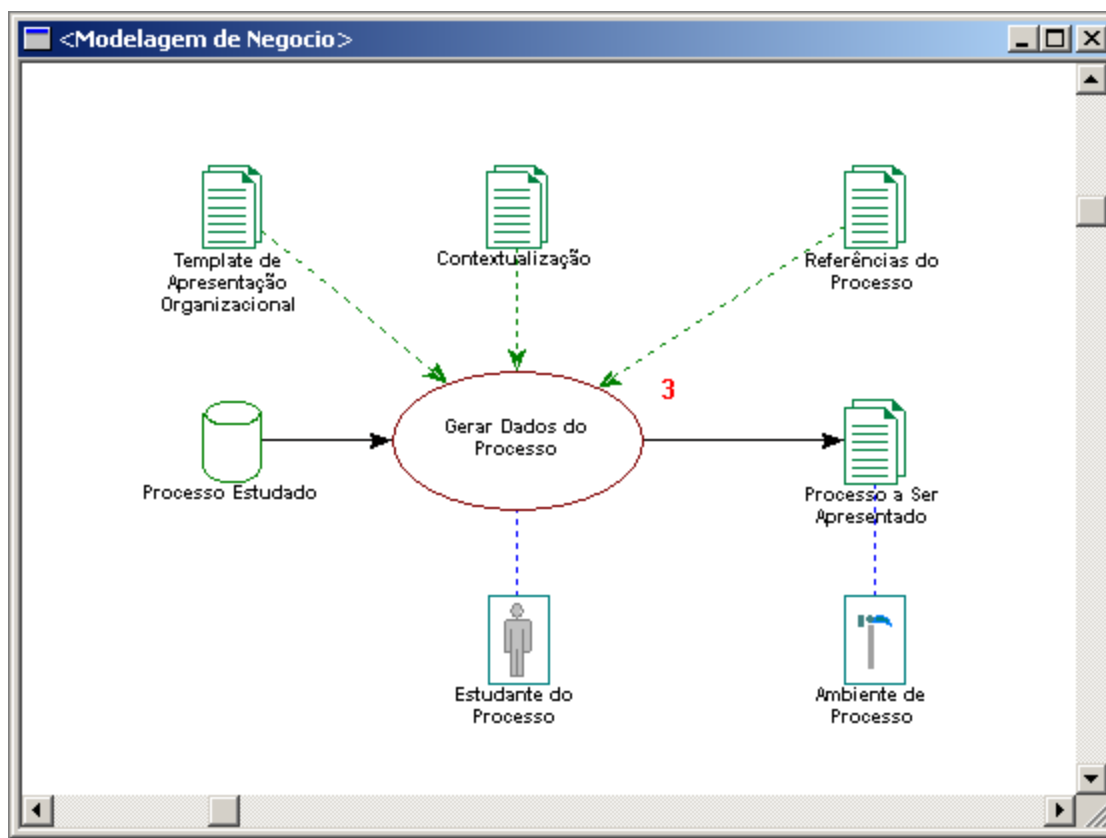 <Modelagem de Negocio>
Template de
Apresentação
Organizacional
Contextualização
Referências do
Processo
3
Gerar Dados do
Processo
Processo Estudado
Processo a Ser
Apresentado
Estudante do
Processo
Ambiente de
Processo